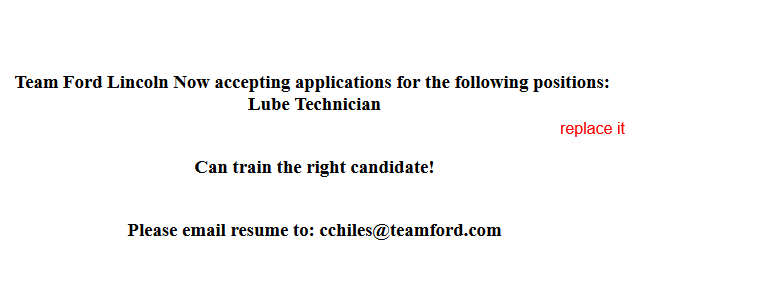 Team Ford Lincoln Now accepting applications for the following positions:
Lube Technician
replace it
Can train the right candidate!
Please email resume to: cchiles@teamford.com